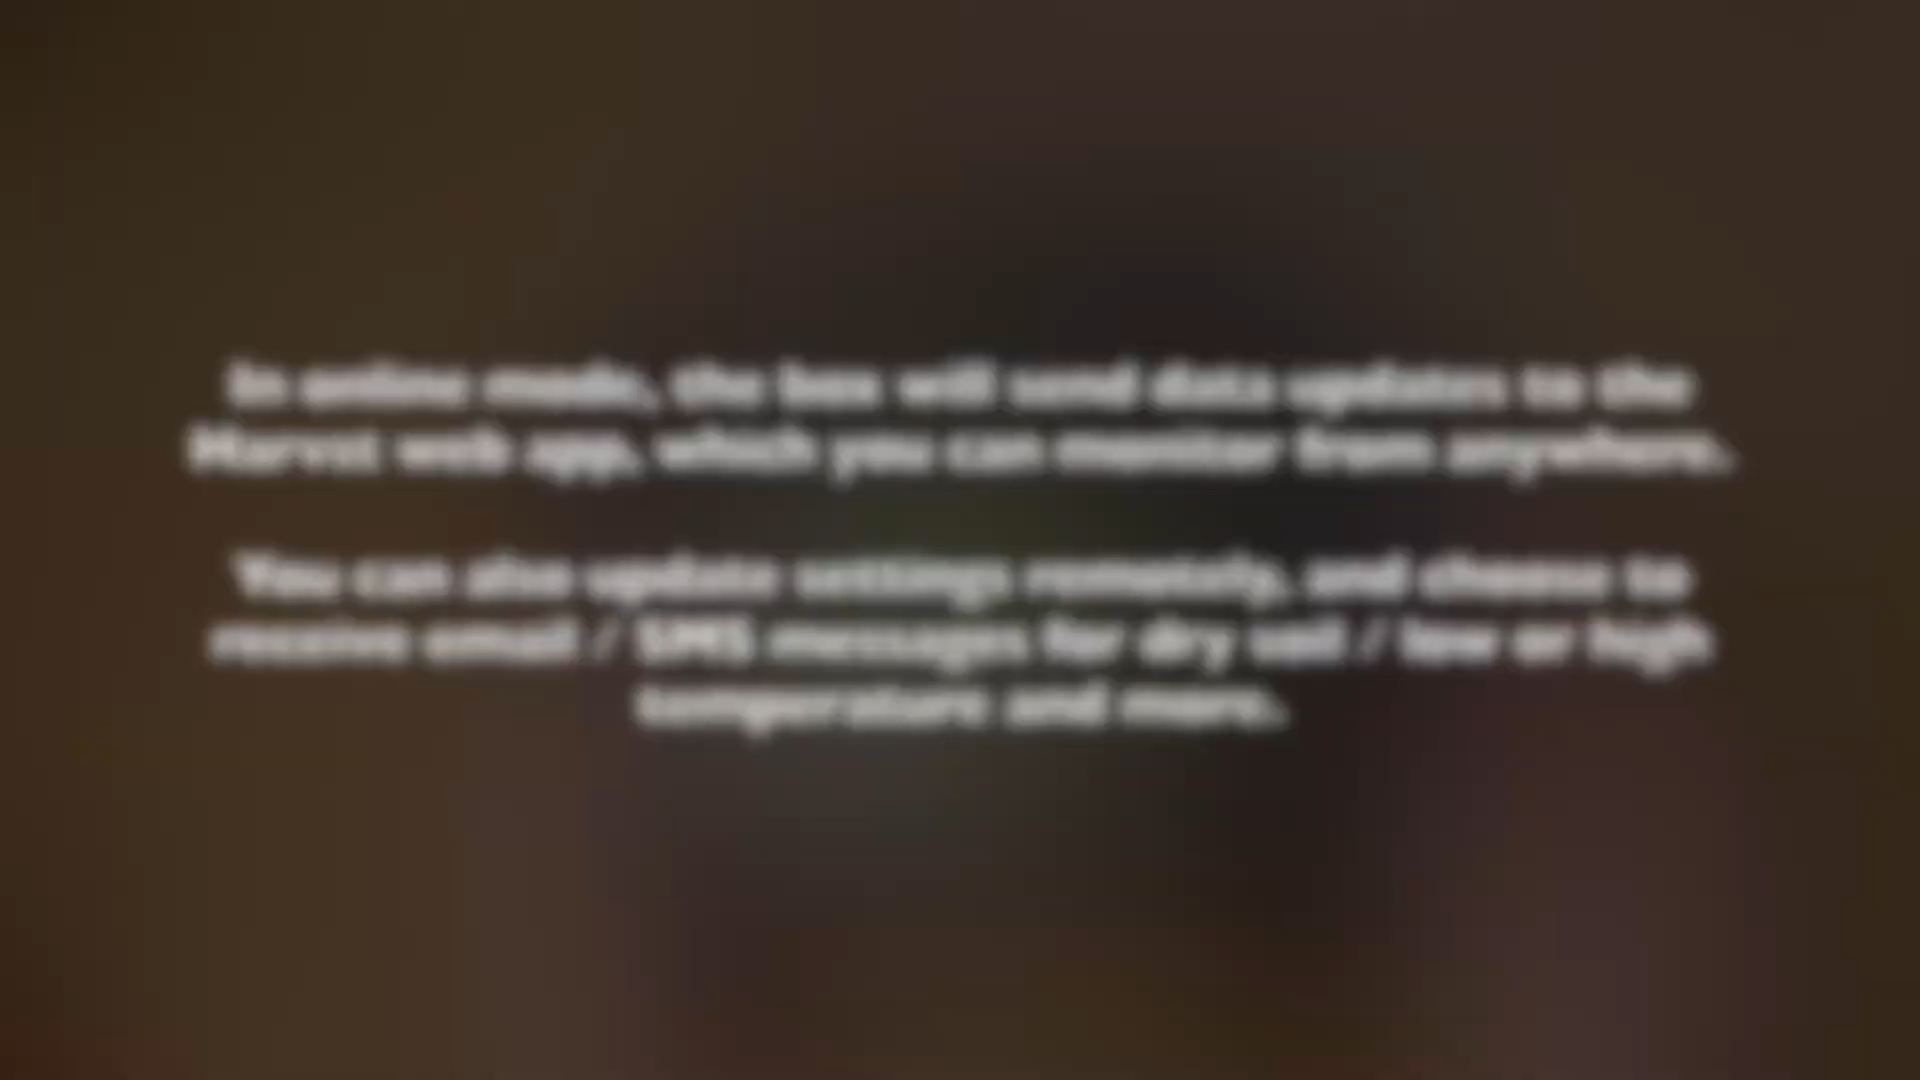 In online mode, the box will send data updates to the
Harvst web app, which you can monitor from anywhere.
You can also update settings remotely, and choose to
receive email / SMS messages for dry soil / low or high
temperature and more.